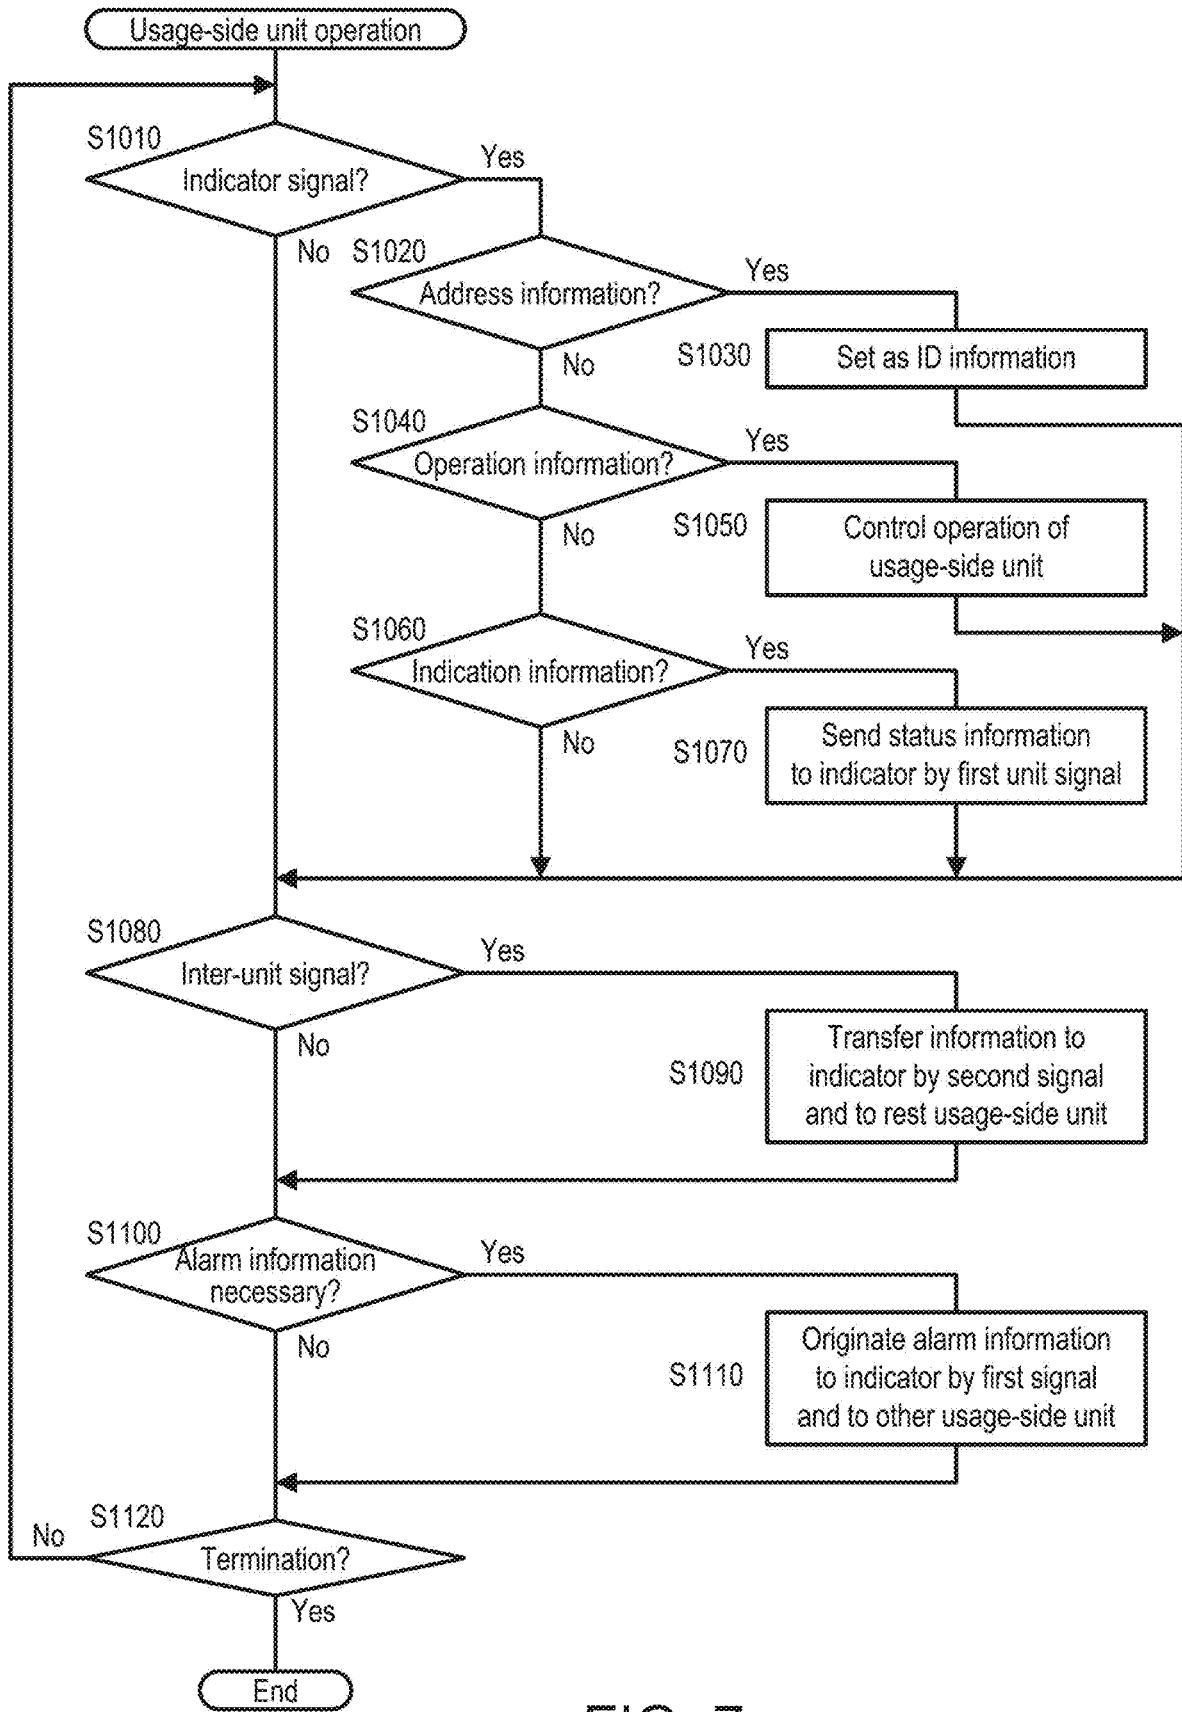 Usage-side unit operation
S1010
Indicator signal?
Yes
No
S1020
Address information?
Yes
No
S1030
Set as ID information
S1040
Operation information?
Yes
No
S1050
Control operation of
usage-side unit
S1060
Indication information?
Yes
No
S1070
Send status information
to indicator by first unit signal
S1080
Inter-unit signal?
Yes
No
S1090
Transfer information to
indicator by second signal
and to rest usage-side unit
S1100
Alarm information
necessary?
Yes
No
S1110
Originate alarm information
to indicator by first signal
and to other usage-side unit
S1120
No
Termination?
Yes
End